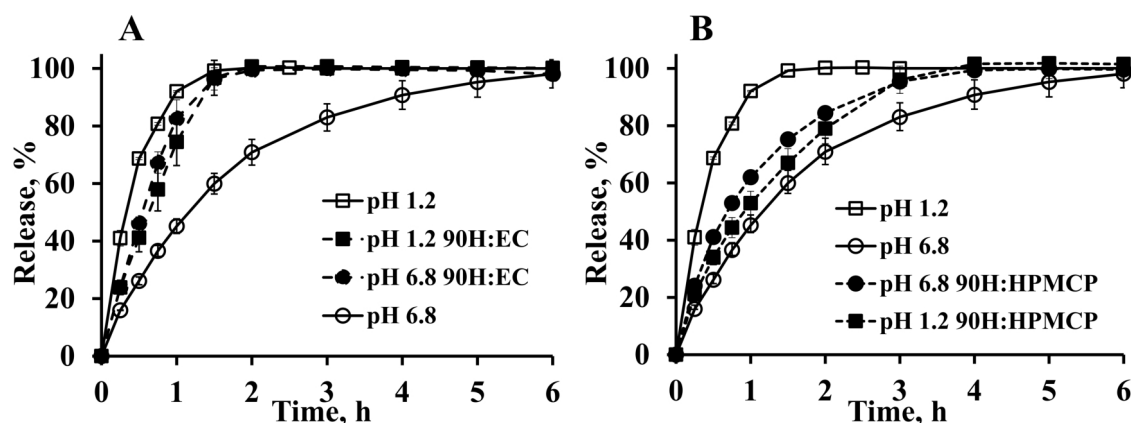 A
Release, %
100
80
60
40
20
0
pH 1.2
pH 1.2 90H:EC
pH 6.8 90H:EC
pH 6.8
0 1 2 3 4 5 6
Time, h
B
Release, %
100
80
60
40
20
0
pH 1.2
pH 6.8
pH 6.8 90H:HPMCP
pH 1.2 90H:HPMCP
0 1 2 3 4 5 6
Time, h